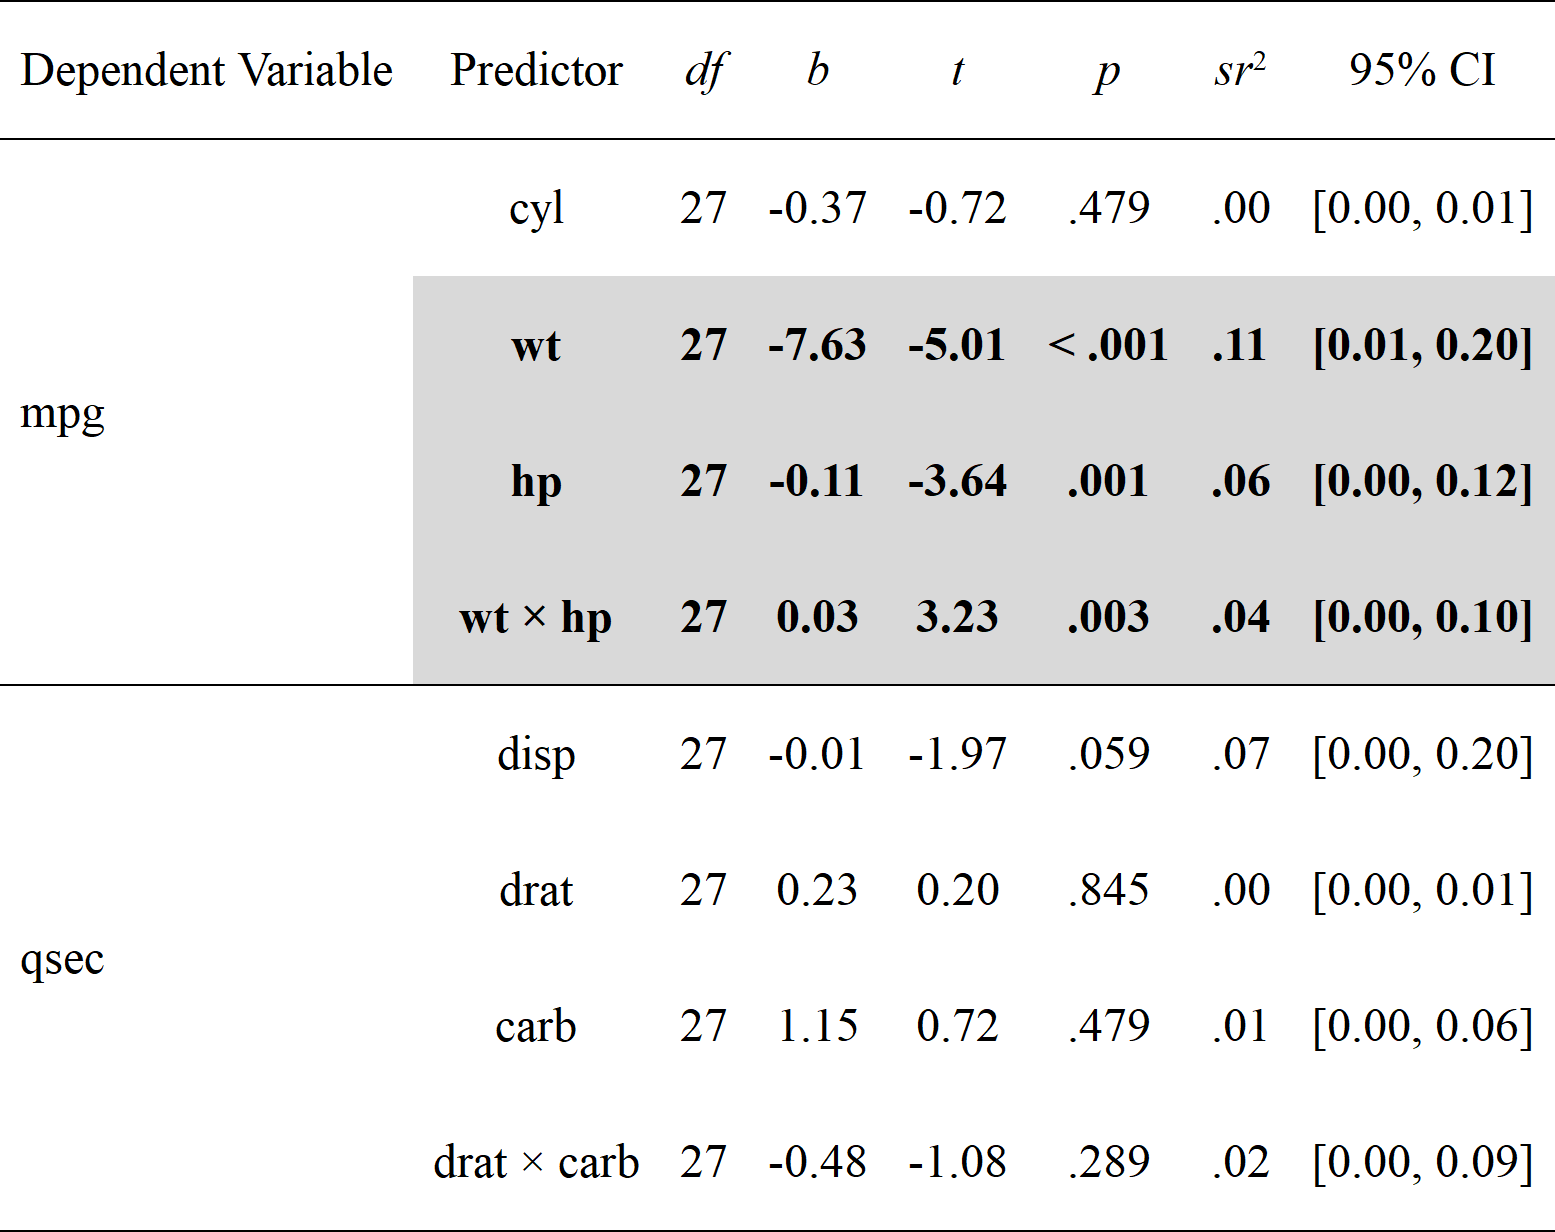 Dependent Variable Predictor df b t p sr² 95% CI
cyl 27 -0.37 -0.72 .479 .00 [0.00, 0.01]
wt 27 -7.63 -5.01 < .001 .11 [0.01, 0.20]
mpg
hp 27 -0.11 -3.64 .001 .06 [0.00, 0.12]
wt × hp 27 0.03 3.23 .003 .04 [0.00, 0.10]
disp 27 -0.01 -1.97 .059 .07 [0.00, 0.20]
drat 27 0.23 0.20 .845 .00 [0.00, 0.01]
qsec
carb 27 1.15 0.72 .479 .01 [0.00, 0.06]
drat × carb 27 -0.48 -1.08 .289 .02 [0.00, 0.09]